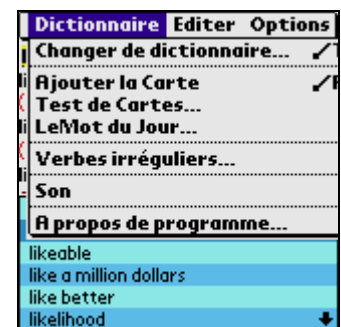 Dictionnaire Editer Options
Changer de dictionnaire...
Ajouter la Carte
Test de Cartes...
LeMot du Jour...
Verbes irréguliers...
Son
A propos de programme...
likeable
like a million dollars
like better
likelihood